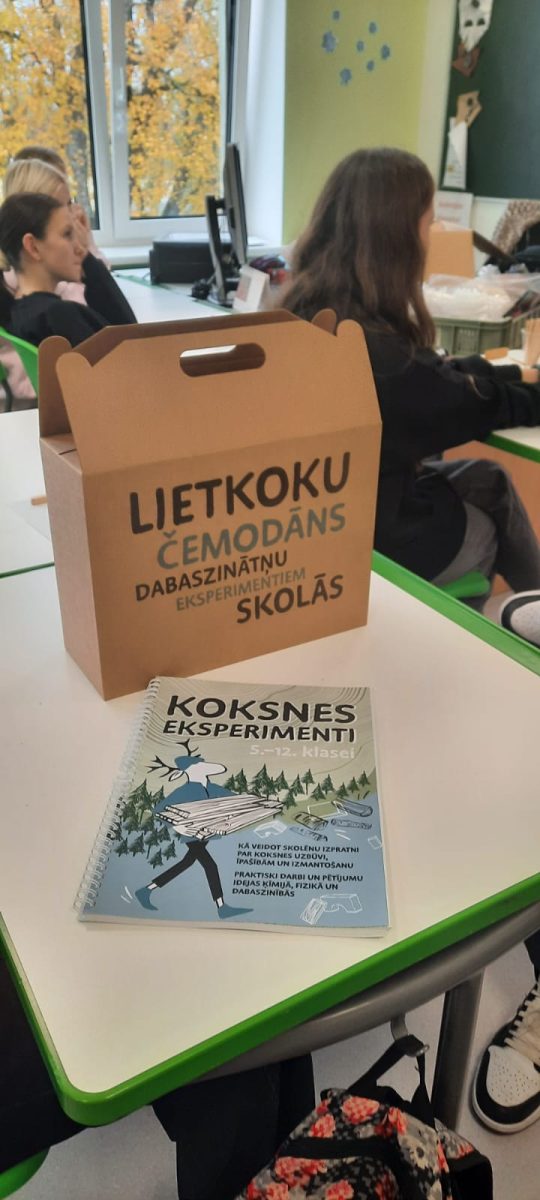 LIETKOKU
ČEMODĀNS
DABASZINĀTŅU
EKSPERIMENTIEM
SKOLĀS
KOKSNES
EKSPERIMENTI
5.–12. klasei
KĀ VEIDOT SKOLĒNU IZPRATNI
PAR KOKSNES UZBŪVI,
ĪPAŠĪBĀM UN IZMANTOŠANU
PRAKTISKI DARBI UN PĒTĪJUMU
IDEJAS ĶĪMIJĀ, FIZIKĀ UN
DABASZINĪBĀS